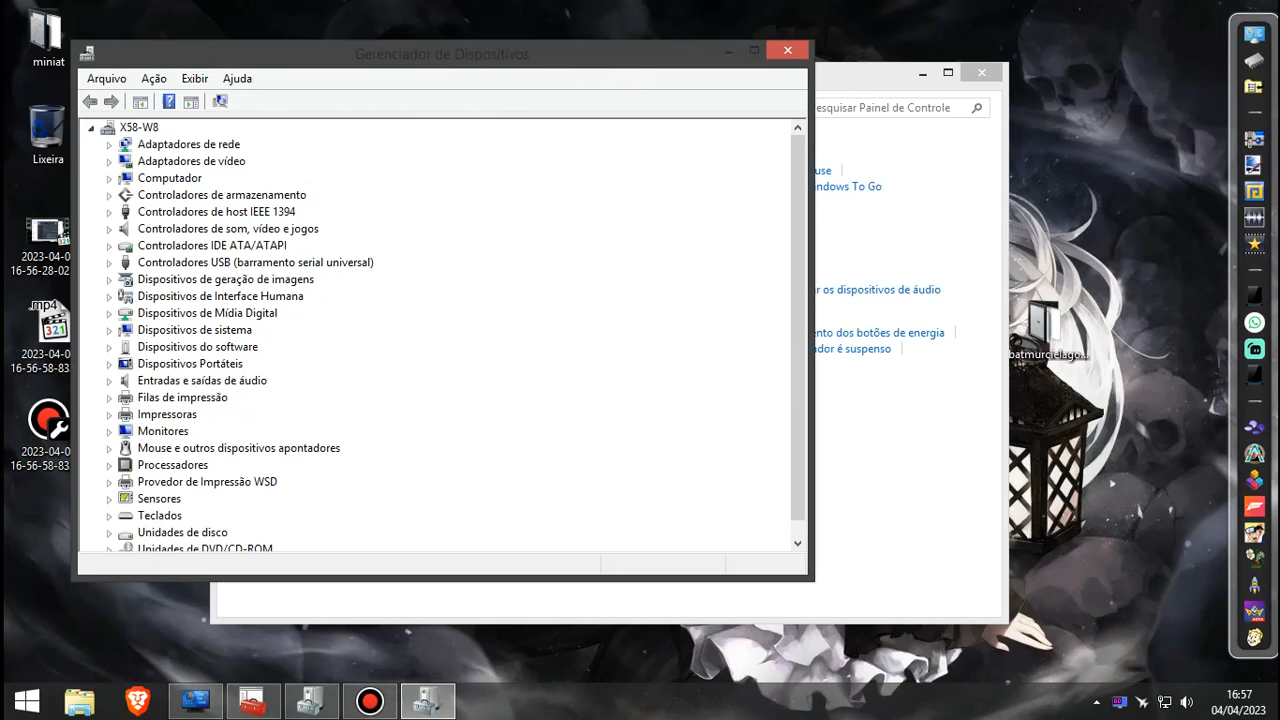 miniat
Lixeira
2023-04-0
16-56-28-02
.mp4
321
2023-04-0
16-56-58-83
2023-04-0
16-56-58-83
Gerenciador de Dispositivos
Arquivo Ação Exibir Ajuda
X58-W8
Adaptadores de rede
Adaptadores de vídeo
Computador
Controladores de armazenamento
Controladores de host IEEE 1394
Controladores de som, vídeo e jogos
Controladores IDE ATA/ATAPI
Controladores USB (barramento serial universal)
Dispositivos de geração de imagens
Dispositivos de Interface Humana
Dispositivos de Mídia Digital
Dispositivos de sistema
Dispositivos do software
Dispositivos Portáteis
Entradas e saídas de áudio
Filas de impressão
Impressoras
Monitores
Mouse e outros dispositivos apontadores
Processadores
Provedor de Impressão WSD
Sensores
Teclados
Unidades de disco
Unidades de DVD/CD-ROM
esquisar Painel de Controle
use
indows To Go
ar os dispositivos de áudio
ento dos botões de energia
ador é suspenso
batmurcielago...
16:57
04/04/2023